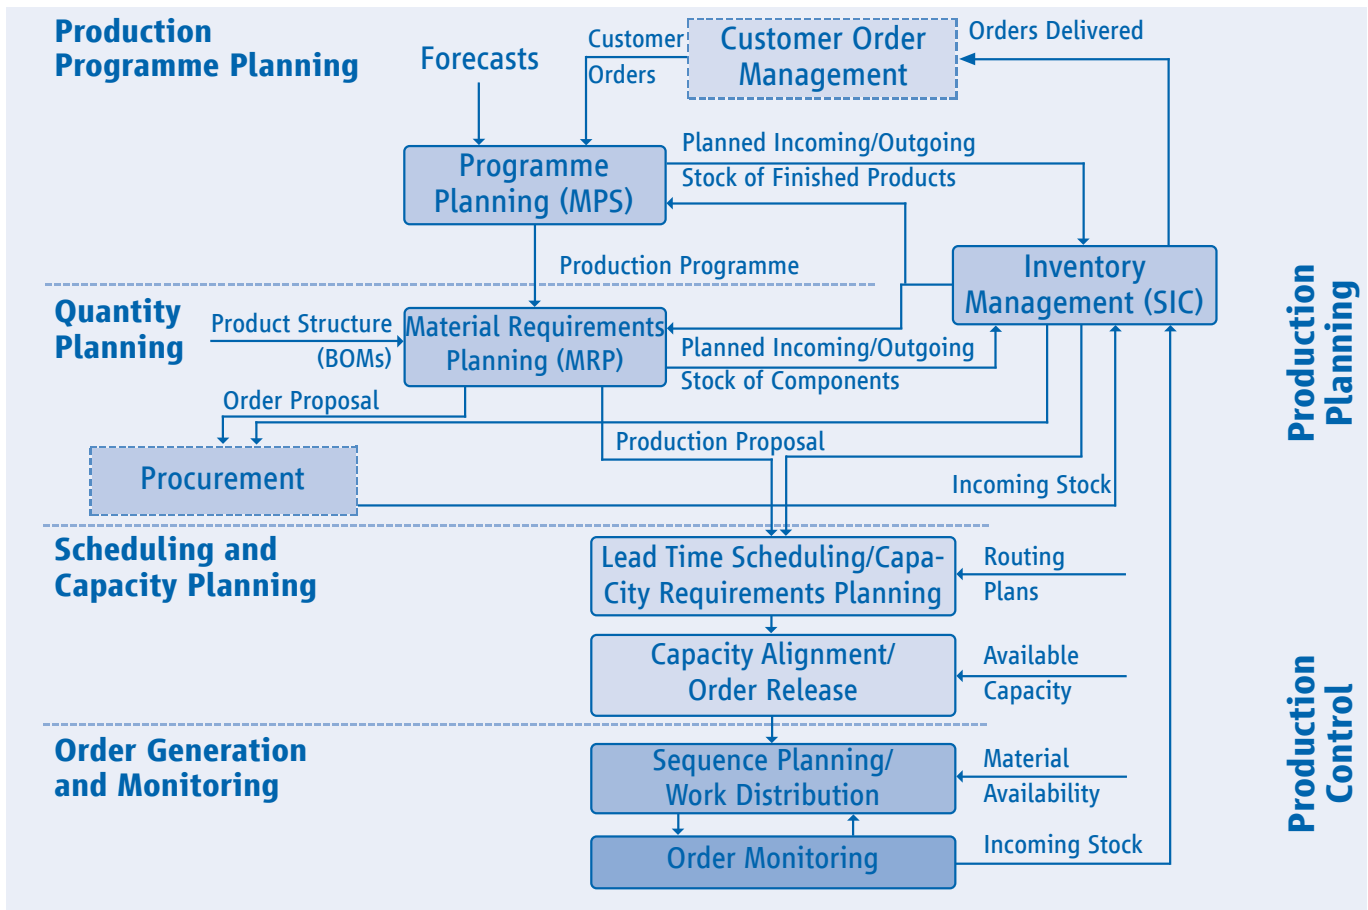 Production
Programme Planning
Forecasts
Customer
Orders
Customer Order
Management
Orders Delivered
Programme
Planning (MPS)
Planned Incoming/Outgoing
Stock of Finished Products
Production Programme
Inventory
Management (SIC)
Production
Planning
Quantity
Planning
Product Structure
(BOMs)
Material Requirements
Planning (MRP)
Planned Incoming/Outgoing
Stock of Components
Order Proposal
Production Proposal
Procurement
Incoming Stock
Scheduling and
Capacity Planning
Lead Time Scheduling/Capa-
City Requirements Planning
Routing
Plans
Capacity Alignment/
Order Release
Available
Capacity
Production
Control
Order Generation
and Monitoring
Sequence Planning/
Work Distribution
Material
Availability
Order Monitoring
Incoming Stock